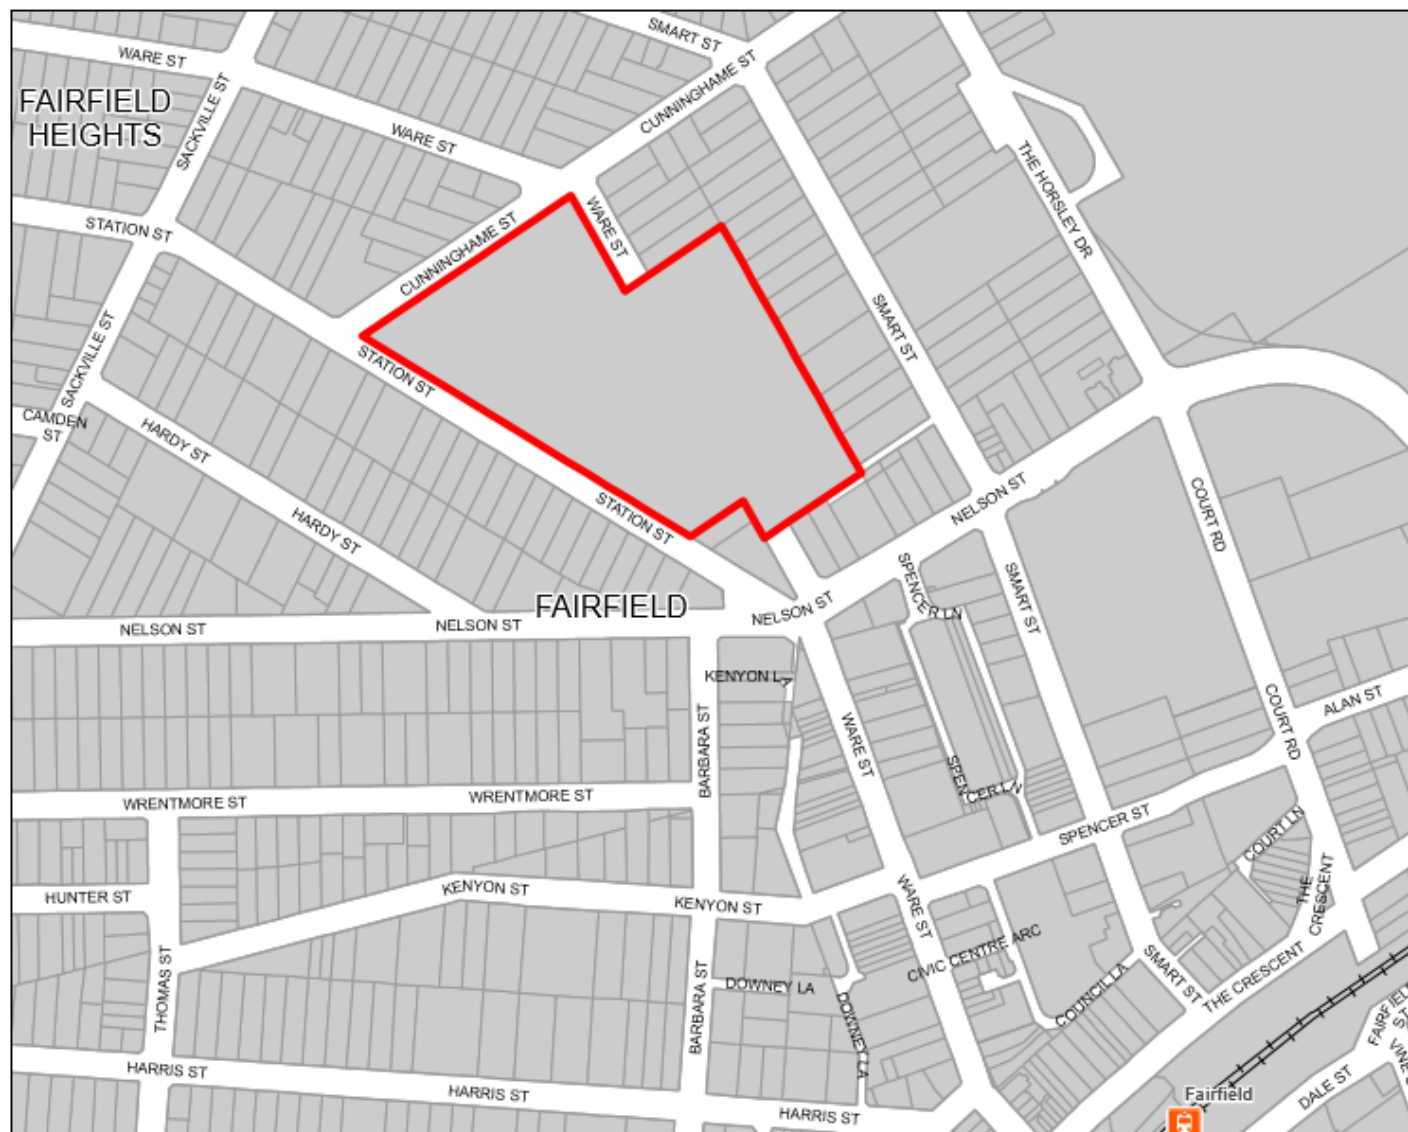 SMART ST
WARE ST
CUNNINGHAME ST
FAIRFIELD
HEIGHTS
SACKVILLE ST
WARE ST
THE HORSLEY DR
WARE ST
STATION ST
CUNNINGHAME ST
SMART ST
SACKVILLE ST
STATION ST
CAMDEN
ST
HARDY ST
STATION ST
NELSON ST
COURT RD
HARDY ST
SPENCER LN
SMART ST
FAIRFIELD
NELSON ST
NELSON ST
NELSON ST
KENYON LA
COURT RD
ALAN ST
BARBARA ST
WARE ST
SPENCER LN
WRENTMORE ST
WRENTMORE ST
SPENCER ST
COURT LN
THE
CRESCENT
HUNTER ST
KENYON ST
KENYON ST
WARE ST
CIVIC CENTRE ARC
THOMAS ST
BARBARA ST
DOWNEY LA
DOWNEY LA
COUNCIL LA
SMART ST
THE CRESCENT
FAIRFIELD
ST
HARRIS ST
HARRIS ST
HARRIS ST
Fairfield
DALE ST
VINE